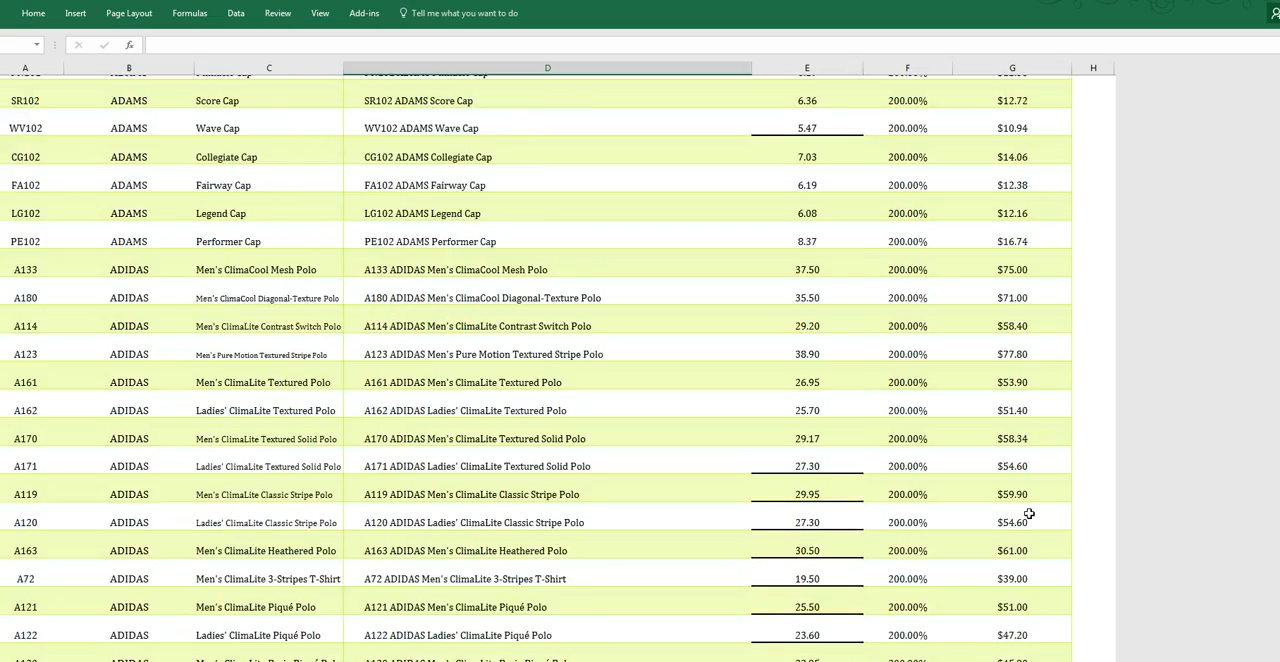 Home Insert Page Layout Formulas Data Review View Add-ins Tell me what you want to do
fx
A B C D E F G H
SR102 ADAMS Score Cap SR102 ADAMS Score Cap 6.36 200.00% $12.72
WV102 ADAMS Wave Cap WV102 ADAMS Wave Cap 5.47 200.00% $10.94
CG102 ADAMS Collegiate Cap CG102 ADAMS Collegiate Cap 7.03 200.00% $14.06
FA102 ADAMS Fairway Cap FA102 ADAMS Fairway Cap 6.19 200.00% $12.38
LG102 ADAMS Legend Cap LG102 ADAMS Legend Cap 6.08 200.00% $12.16
PE102 ADAMS Performer Cap PE102 ADAMS Performer Cap 8.37 200.00% $16.74
A133 ADIDAS Men's ClimaCool Mesh Polo A133 ADIDAS Men's ClimaCool Mesh Polo 37.50 200.00% $75.00
A180 ADIDAS Men's ClimaCool Diagonal-Texture Polo A180 ADIDAS Men's ClimaCool Diagonal-Texture Polo 35.50 200.00% $71.00
A114 ADIDAS Men's ClimaLite Contrast Switch Polo A114 ADIDAS Men's ClimaLite Contrast Switch Polo 29.20 200.00% $58.40
A123 ADIDAS Men's Pure Motion Textured Stripe Polo A123 ADIDAS Men's Pure Motion Textured Stripe Polo 38.90 200.00% $77.80
A161 ADIDAS Men's ClimaLite Textured Polo A161 ADIDAS Men's ClimaLite Textured Polo 26.95 200.00% $53.90
A162 ADIDAS Ladies' ClimaLite Textured Polo A162 ADIDAS Ladies' ClimaLite Textured Polo 25.70 200.00% $51.40
A170 ADIDAS Men's ClimaLite Textured Solid Polo A170 ADIDAS Men's ClimaLite Textured Solid Polo 29.17 200.00% $58.34
A171 ADIDAS Ladies' ClimaLite Textured Solid Polo A171 ADIDAS Ladies' ClimaLite Textured Solid Polo 27.30 200.00% $54.60
A119 ADIDAS Men's ClimaLite Classic Stripe Polo A119 ADIDAS Men's ClimaLite Classic Stripe Polo 29.95 200.00% $59.90
A120 ADIDAS Ladies' ClimaLite Classic Stripe Polo A120 ADIDAS Ladies' ClimaLite Classic Stripe Polo 27.30 200.00% $54.60
A163 ADIDAS Men's ClimaLite Heathered Polo A163 ADIDAS Men's ClimaLite Heathered Polo 30.50 200.00% $61.00
A72 ADIDAS Men's ClimaLite 3-Stripes T-Shirt A72 ADIDAS Men's ClimaLite 3-Stripes T-Shirt 19.50 200.00% $39.00
A121 ADIDAS Men's ClimaLite Piqué Polo A121 ADIDAS Men's ClimaLite Piqué Polo 25.50 200.00% $51.00
A122 ADIDAS Ladies' ClimaLite Piqué Polo A122 ADIDAS Ladies' ClimaLite Piqué Polo 23.60 200.00% $47.20